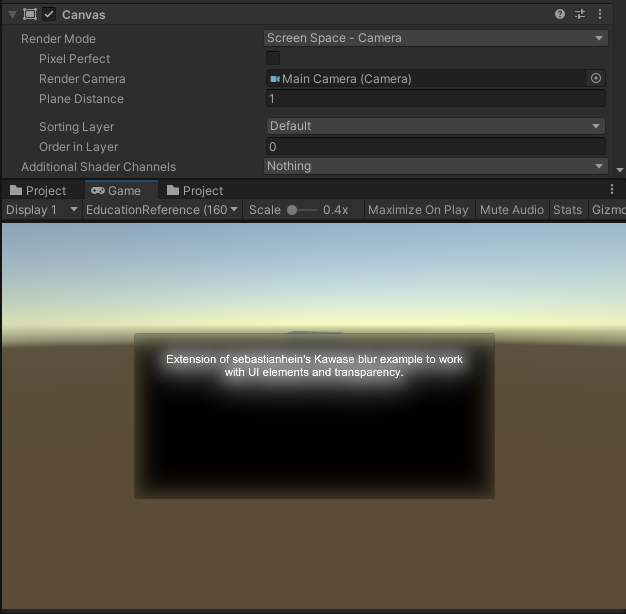 Canvas
Render Mode Screen Space - Camera
Pixel Perfect
Render Camera Main Camera (Camera)
Plane Distance 1
Sorting Layer Default
Order in Layer 0
Additional Shader Channels Nothing
Project Game Project
Display 1 EducationReference (160 Scale 0.4x Maximize On Play Mute Audio Stats Gizmo
Extension of sebastianhein's Kawase blur example to work
with UI elements and transparency.